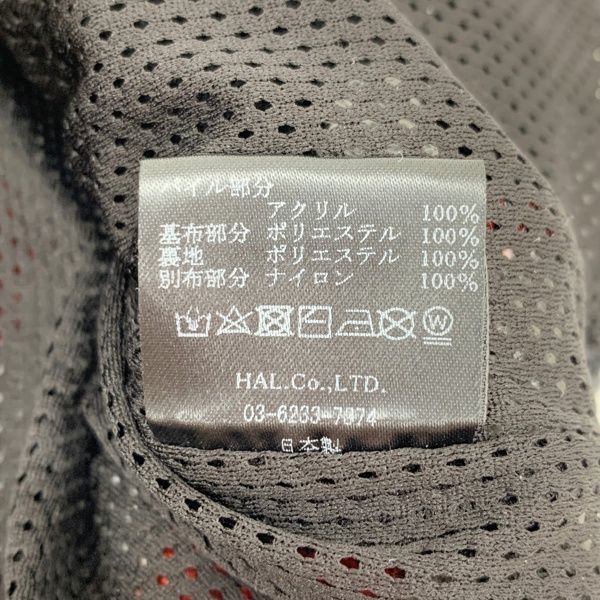 パイル部分
アクリル 100%
基布部分 ポリエステル 100%
裏地 ポリエステル 100%
別布部分 ナイロン 100%
W
HAL.Co.,LTD.
03-6233-7374
日本製